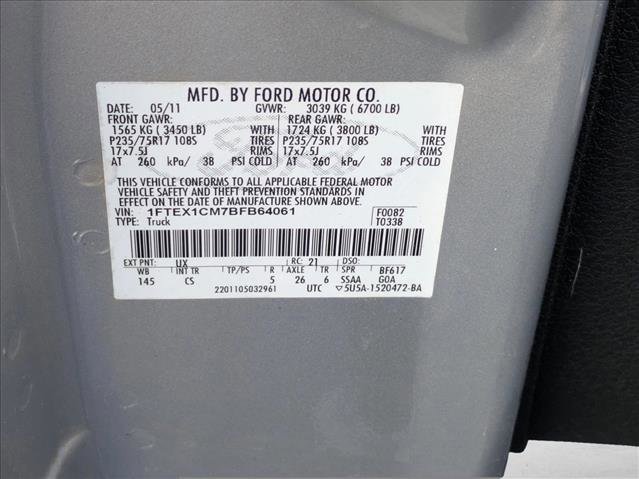 MFD. BY FORD MOTOR CO.
DATE: 05/11 GVWR: 3039 KG ( 6700 LB)
FRONT GAWR: REAR GAWR:
1565 KG ( 3450 LB) WITH 1724 KG ( 3800 LB) WITH
P235/75R17 108S TIRES P235/75R17 108S TIRES
17x7.5J RIMS 17x7.5J RIMS
AT 260 kPa/ 38 PSI COLD AT 260 kPa/ 38 PSI COLD
THIS VEHICLE CONFORMS TO ALL APPLICABLE FEDERAL MOTOR
VEHICLE SAFETY AND THEFT PREVENTION STANDARDS IN
EFFECT ON THE DATE OF MANUFACTURE SHOWN ABOVE.
VIN: 1FTEX1CM7BFB64061 F0082
TYPE: Truck T0338
EXT PNT: UX RC: 21 DSO:
WB INT TR TP/PS R AXLE TR SPR BF617
145 CS 5 26 6 SSAA GOA
2201105032961 UTC ▽5U5A-1520472-BA